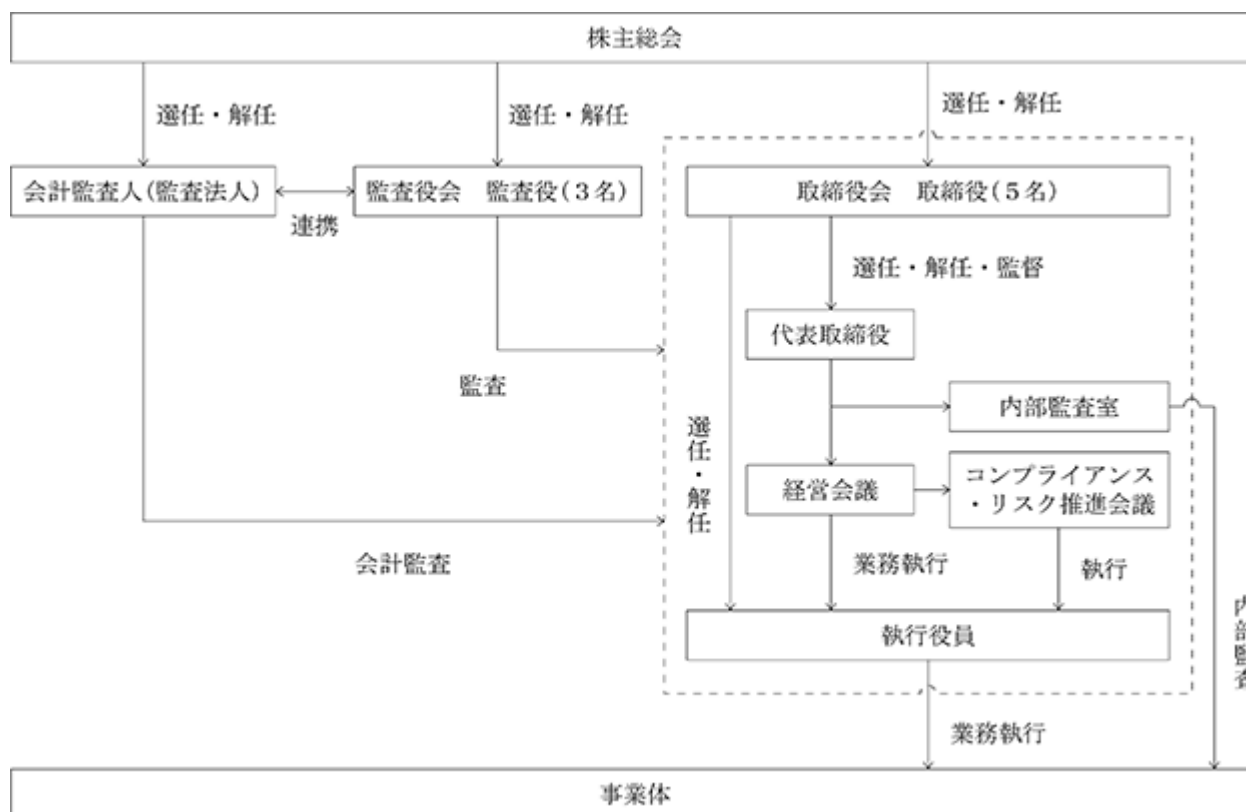 株主総会
選任・解任
選任・解任
選任・解任
会計監査人(監査法人)
連携
監査役会　監査役(3名)
取締役会　取締役(5名)
選任・解任・監督
代表取締役
監査
内部監査室
選任・解任
経営会議
コンプライアンス
・リスク推進会議
会計監査
業務執行
執行
執行役員
内部監査
業務執行
事業体